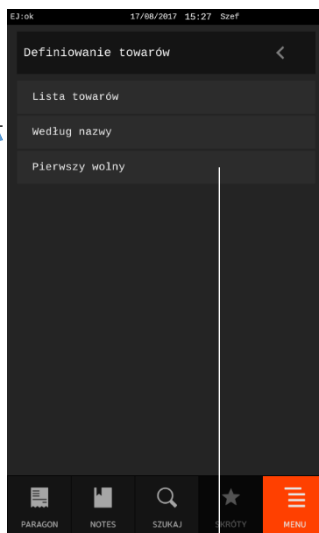 EJ:ok 17/08/2017 15:27 Szef
Definiowanie towarów
Lista towarów
Według nazwy
Pierwszy wolny
PARAGON NOTES SZUKAJ SKRÓTY MENU